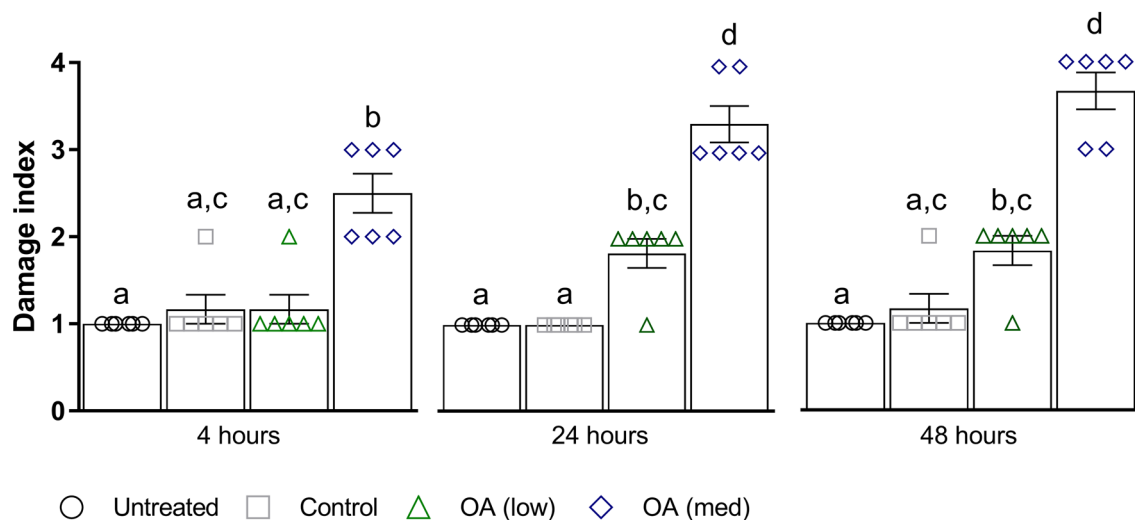 d
d
4
b
3
a,c
a,c
b,c
a,c
b,c
2
a
a
a
a
1
0
Damage index
4 hours
24 hours
48 hours
Untreated
Control
OA (low)
OA (med)